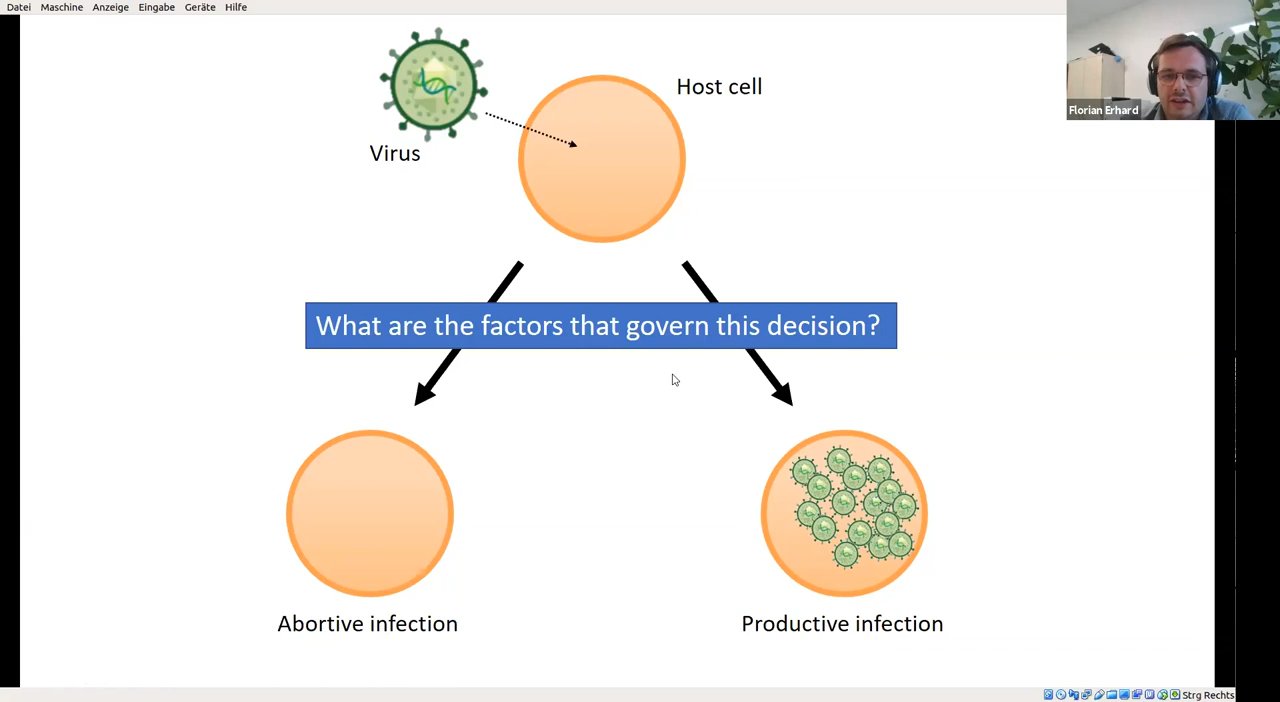 Datei Maschine Anzeige Eingabe Geräte Hilfe
Host cell
Florian Erhard
Virus
What are the factors that govern this decision?
Abortive infection
Productive infection
Strg Rechts